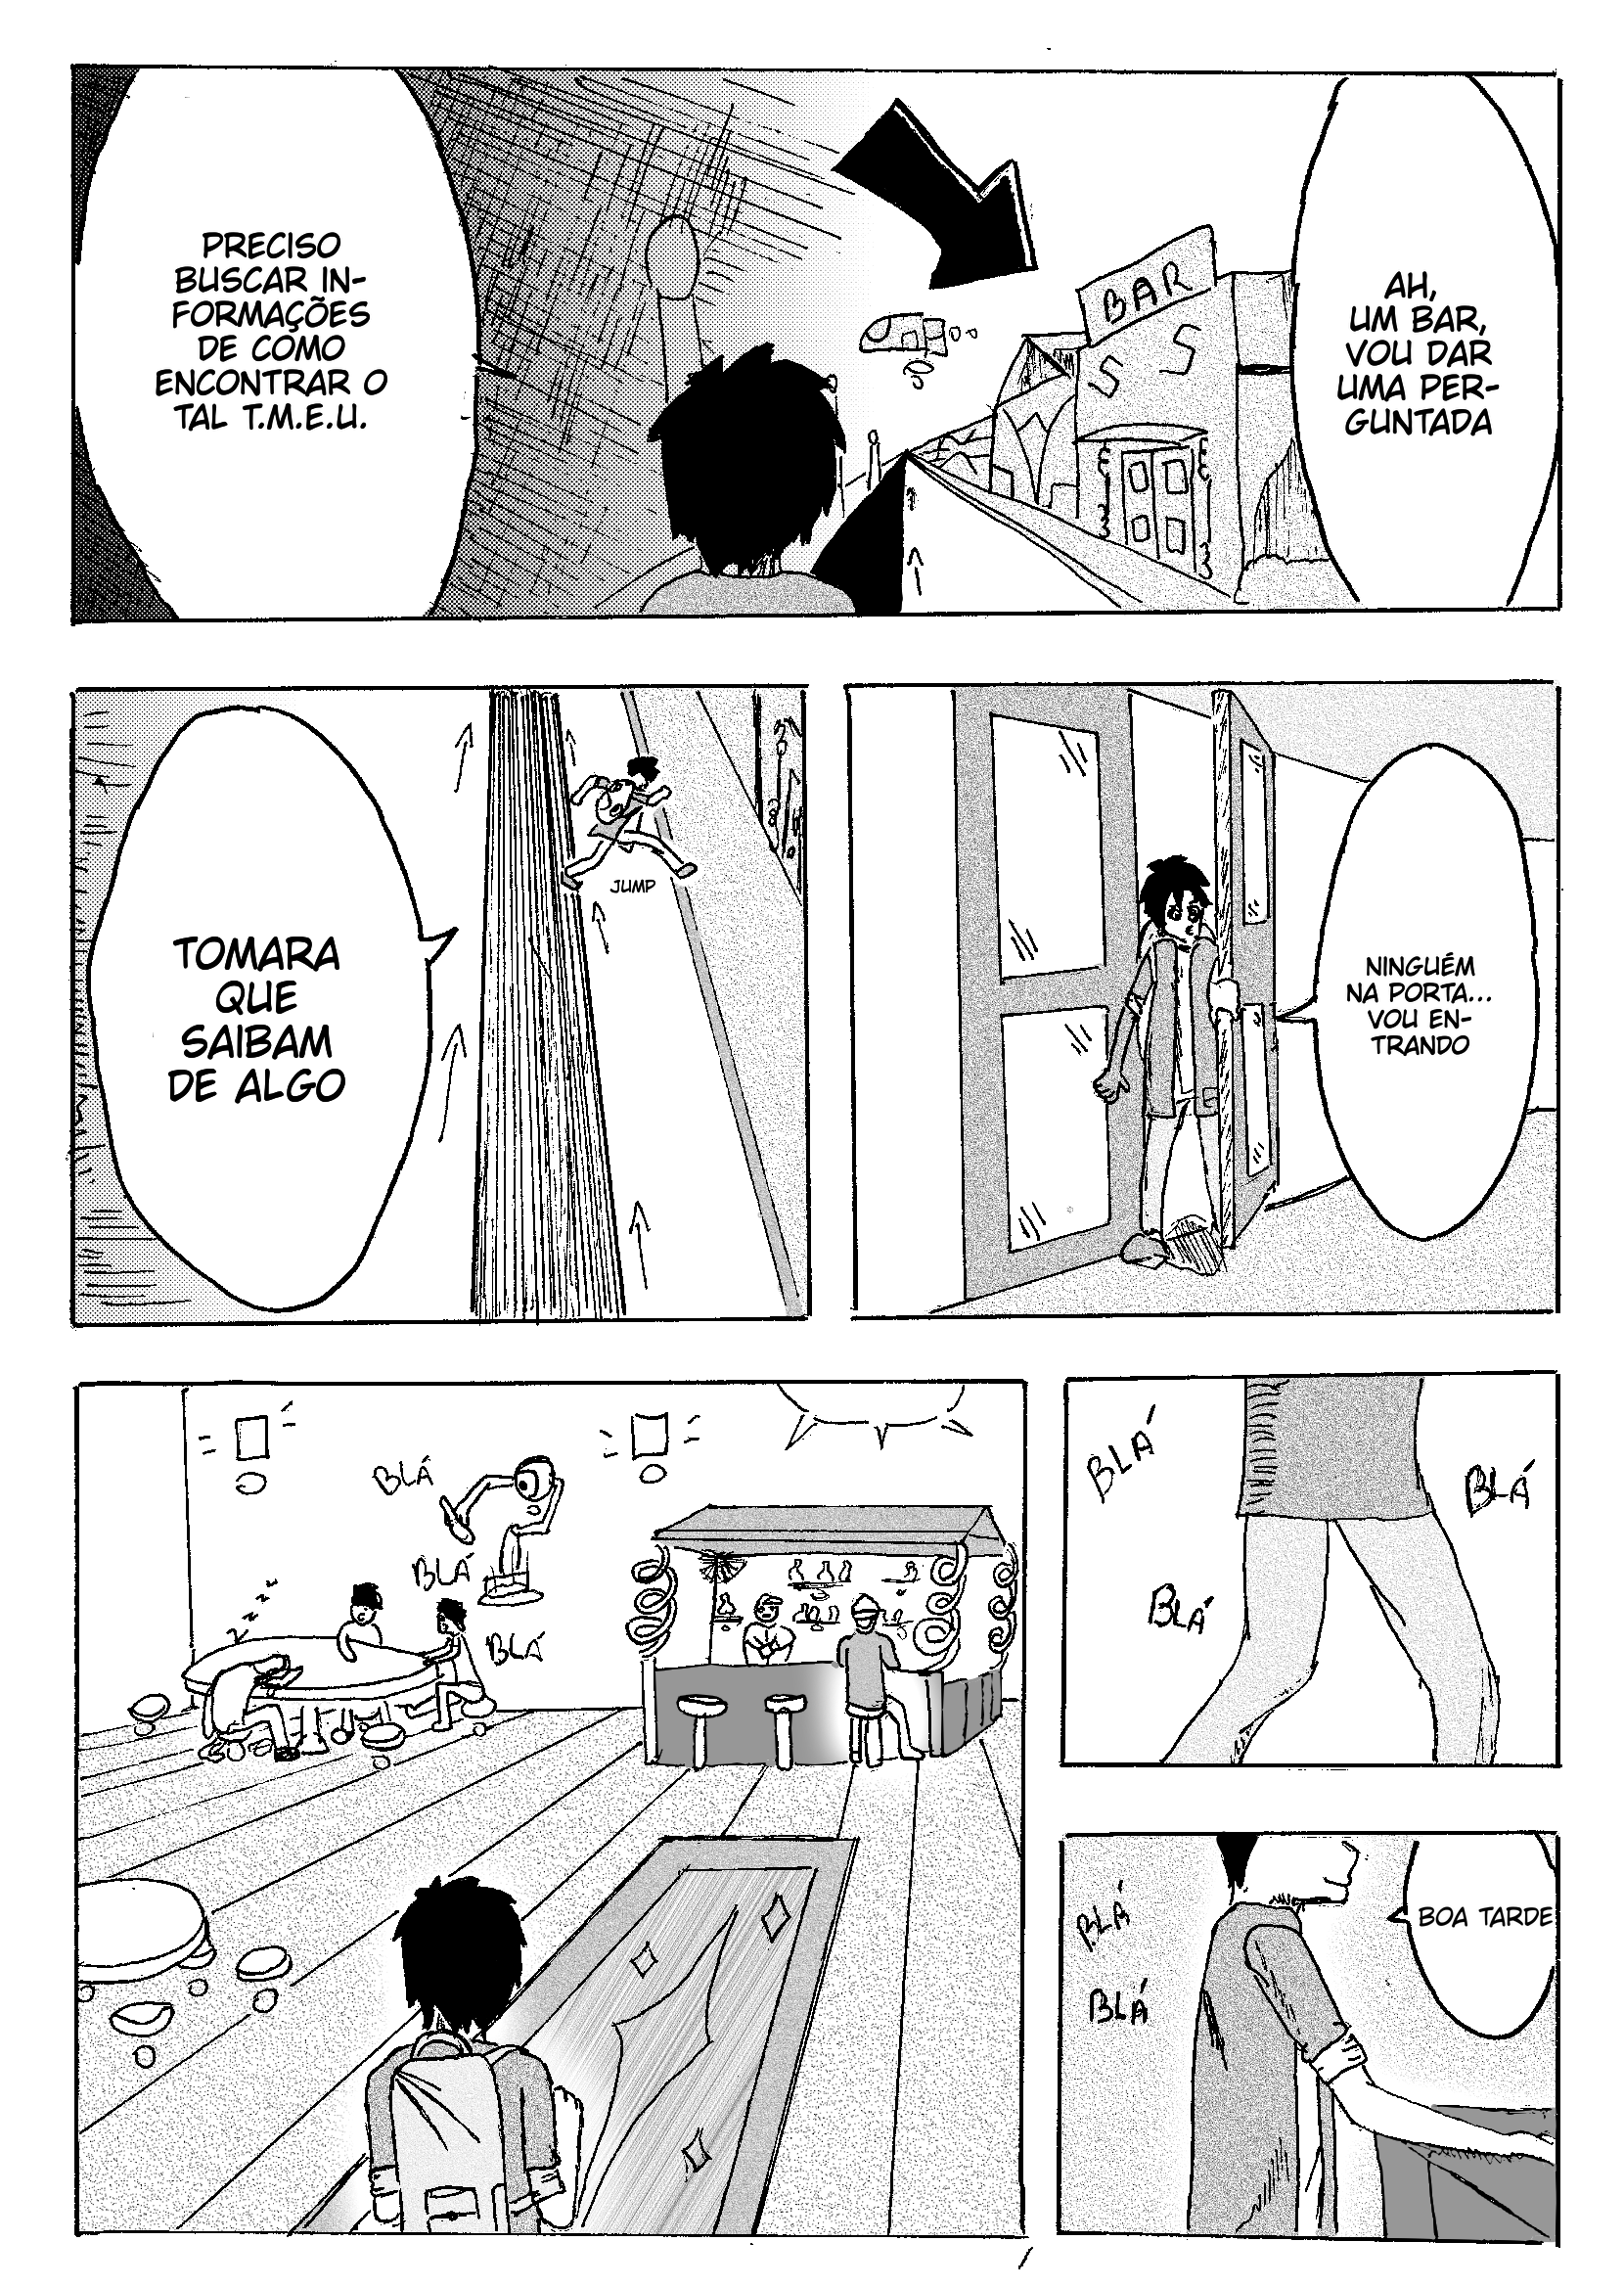 PRECISO
BUSCAR IN-
FORMAÇÕES
DE COMO
ENCONTRAR O
TAL T.M.E.U.
BAR
S S
AH,
UM BAR,
VOU DAR
UMA PER-
GUNTADA
TOMARA
QUE
SAIBAM
DE ALGO
JUMP
NINGUÉM
NA PORTA...
VOU EN-
TRANDO
BLÁ
BLÁ
BLÁ
z z z z z
BLÁ
BLÁ
BLÁ
BLÁ
BLÁ
BOA TARDE